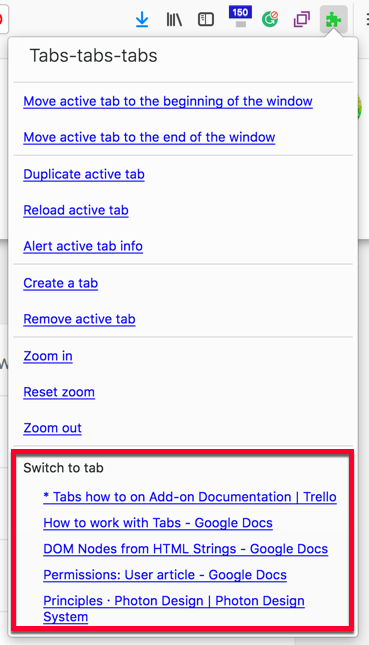 150
Tabs-tabs-tabs
Move active tab to the beginning of the window
Move active tab to the end of the window
Duplicate active tab
Reload active tab
Alert active tab info
Create a tab
Remove active tab
Zoom in
Reset zoom
Zoom out
Switch to tab
* Tabs how to on Add-on Documentation | Trello
How to work with Tabs - Google Docs
DOM Nodes from HTML Strings - Google Docs
Permissions: User article - Google Docs
Principles · Photon Design | Photon Design
System